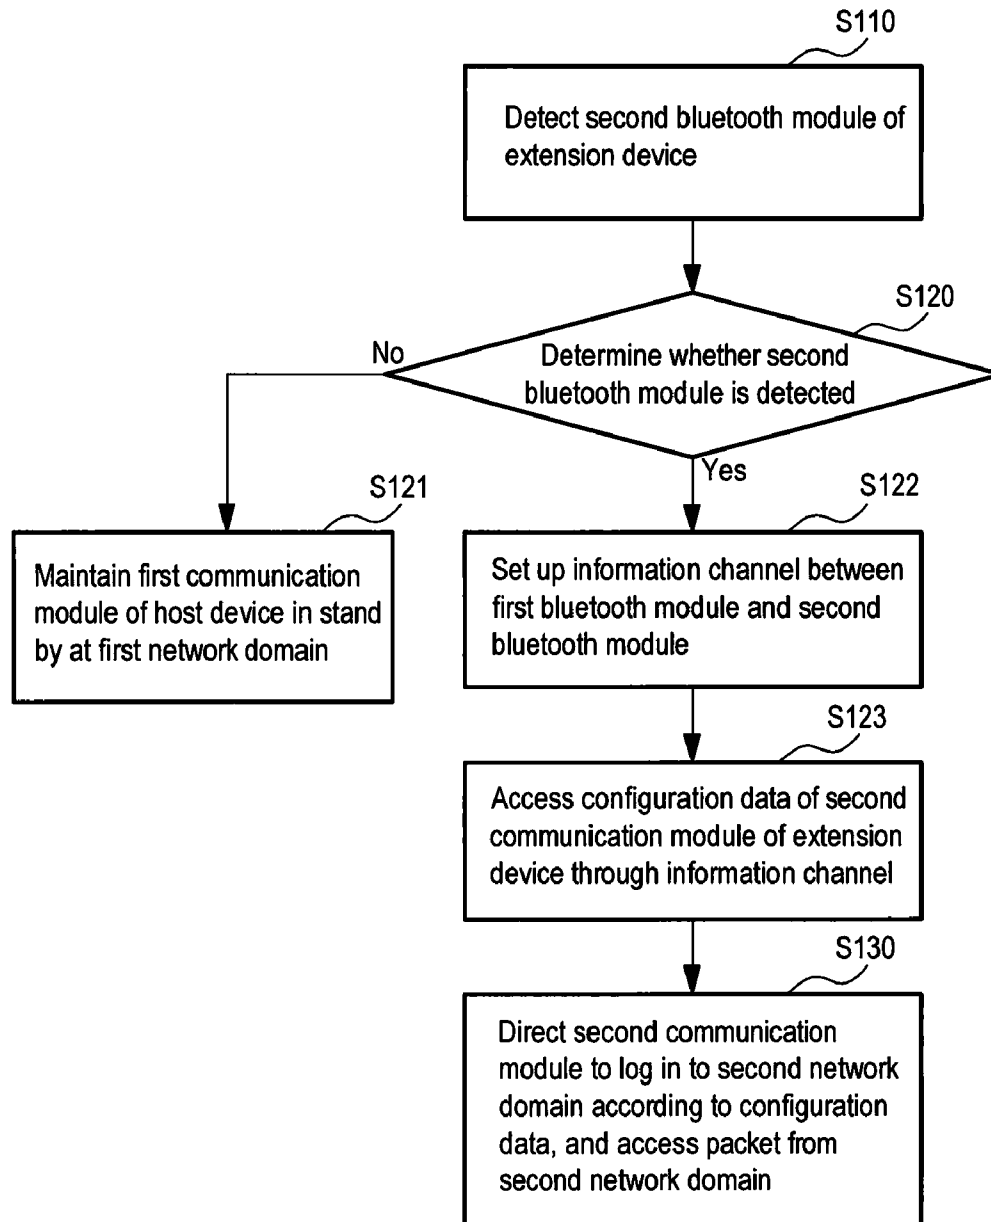 S110
Detect second bluetooth module of
extension device
S120
No
Determine whether second
bluetooth module is detected
Yes
S121
Maintain first communication
module of host device in stand
by at first network domain
S122
Set up information channel between
first bluetooth module and second
bluetooth module
S123
Access configuration data of second
communication module of extension
device through information channel
S130
Direct second communication
module to log in to second network
domain according to configuration
data, and access packet from
second network domain